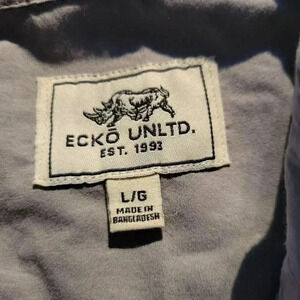 ECKŌ UNLTD.
EST. 1993
L/G
MADE IN
BANGLADESH